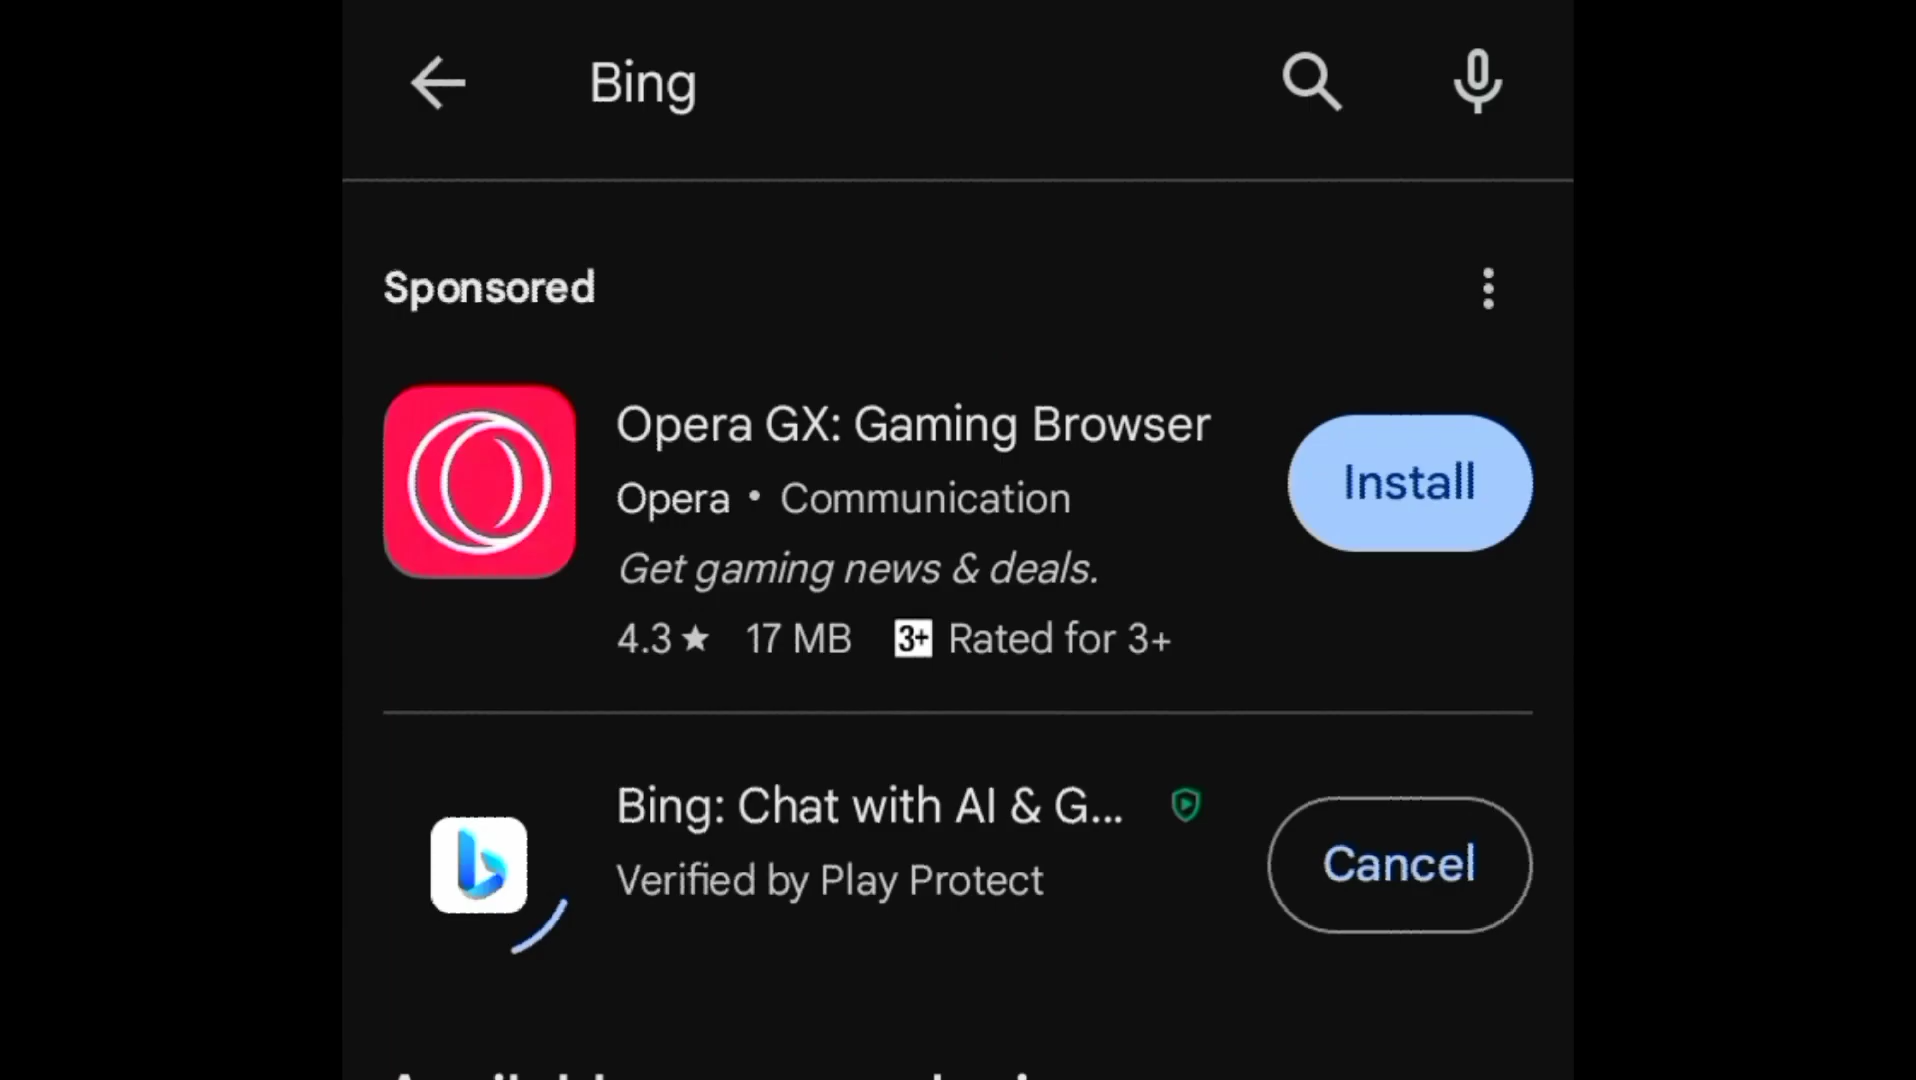 Bing
Sponsored
Opera GX: Gaming Browser
Install
Opera • Communication
Get gaming news & deals.
4.3★ 17 MB 3+ Rated for 3+
Bing: Chat with AI & G...
Verified by Play Protect
Cancel